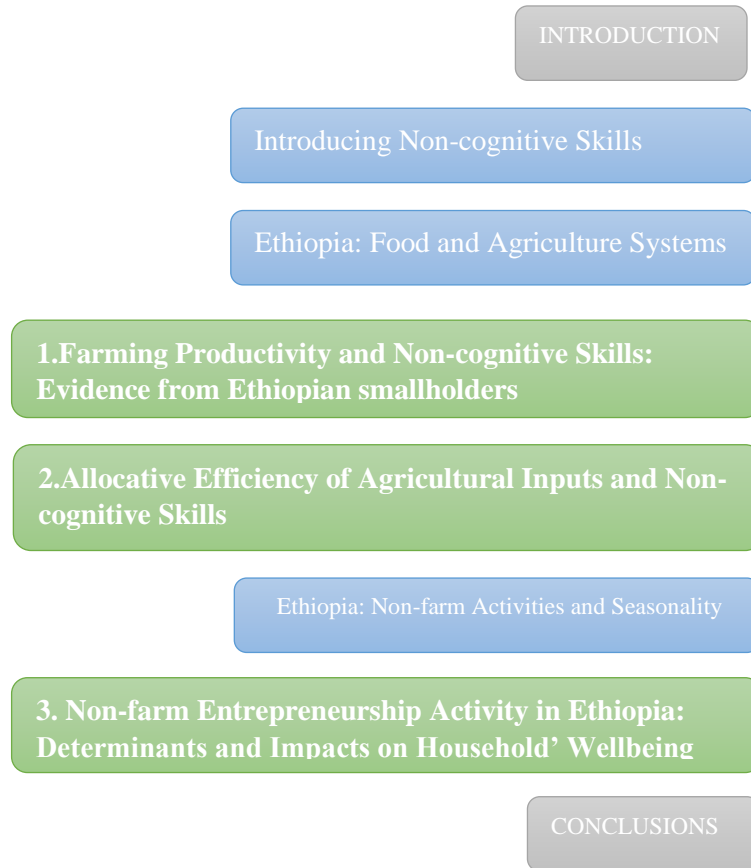 INTRODUCTION
Introducing Non-cognitive Skills
Ethiopia: Food and Agriculture Systems
1.Farming Productivity and Non-cognitive Skills:
Evidence from Ethiopian smallholders
2.Allocative Efficiency of Agricultural Inputs and Non-
cognitive Skills
Ethiopia: Non-farm Activities and Seasonality
3. Non-farm Entrepreneurship Activity in Ethiopia:
Determinants and Impacts on Household’ Wellbeing
CONCLUSIONS